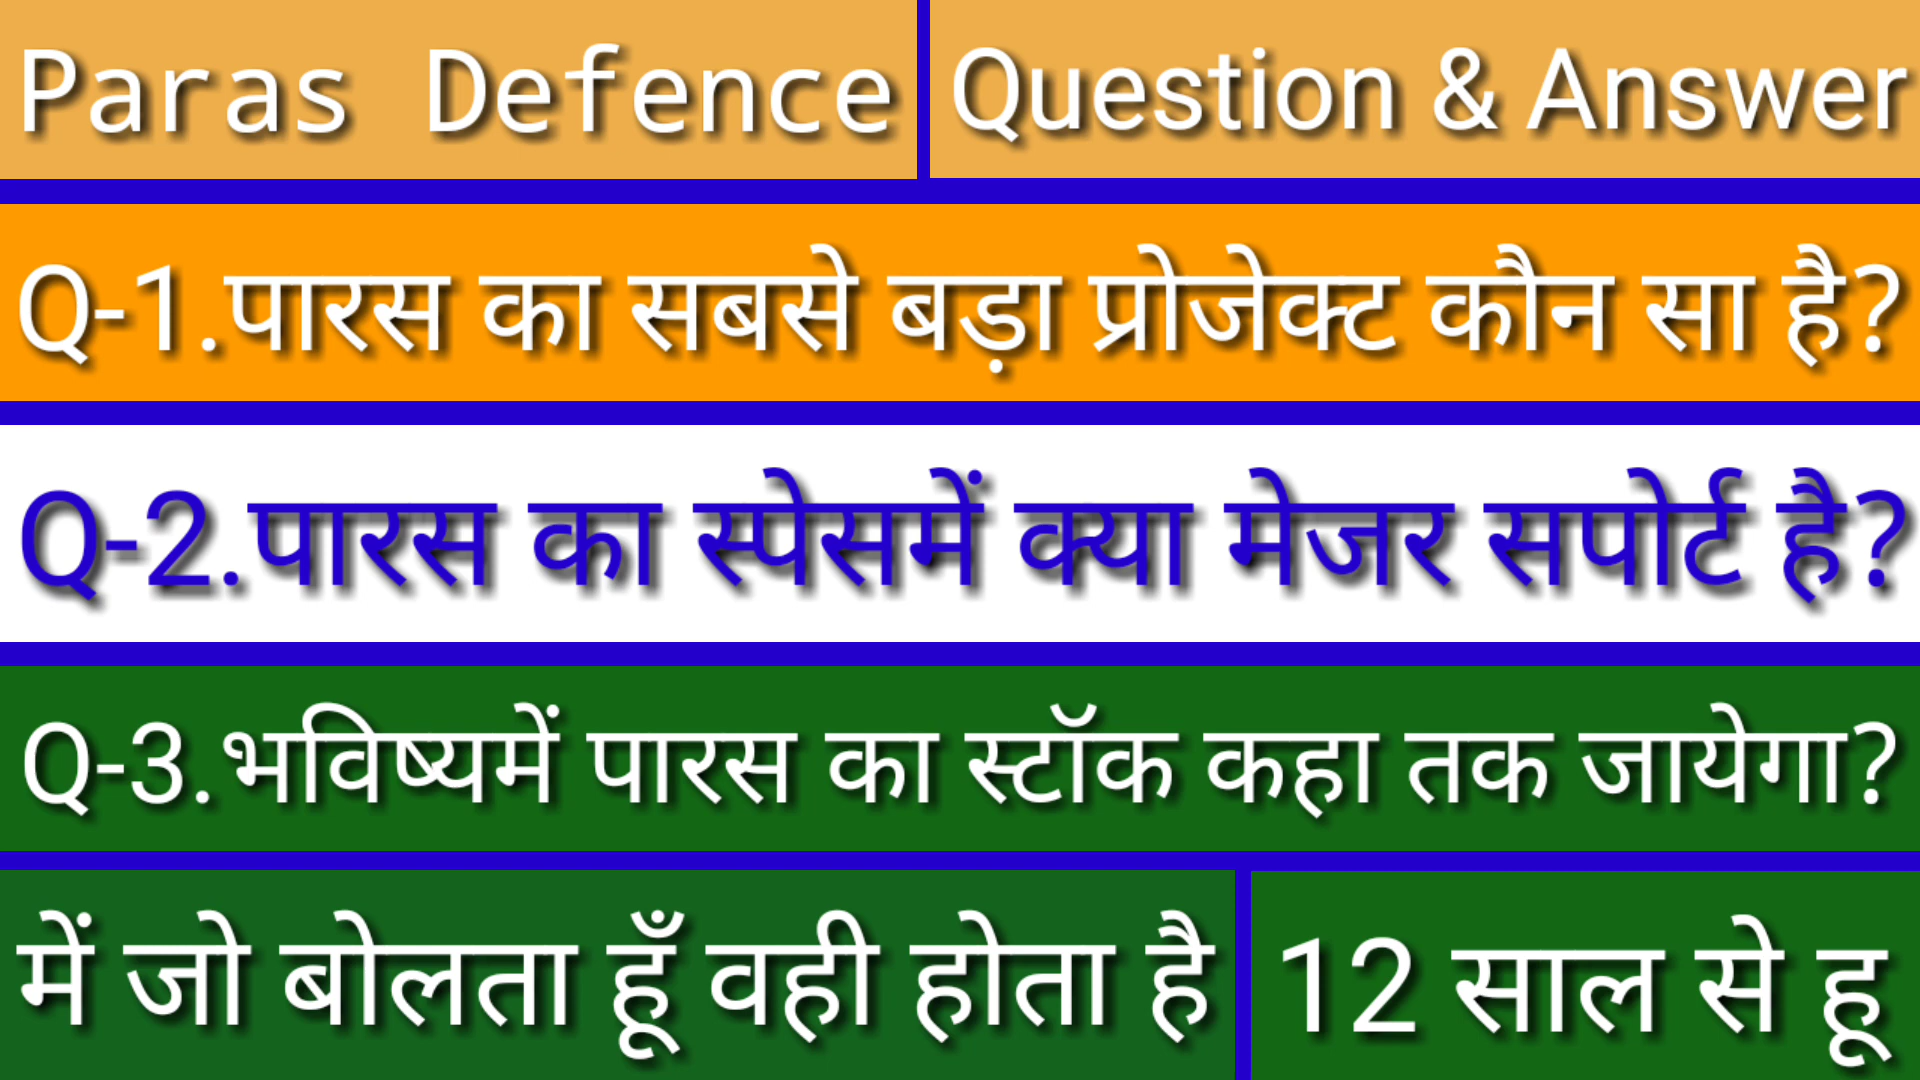 Paras Defence
Question & Answer
Q-1.पारस का सबसे बड़ा प्रोजेक्ट कौन सा है?
Q-2.पारस का स्पेसमें क्या मेजर सपोर्ट है?
Q-3.भविष्यमें पारस का स्टॉक कहा तक जायेगा?
में जो बोलता हूँ वही होता है
12 साल से हू